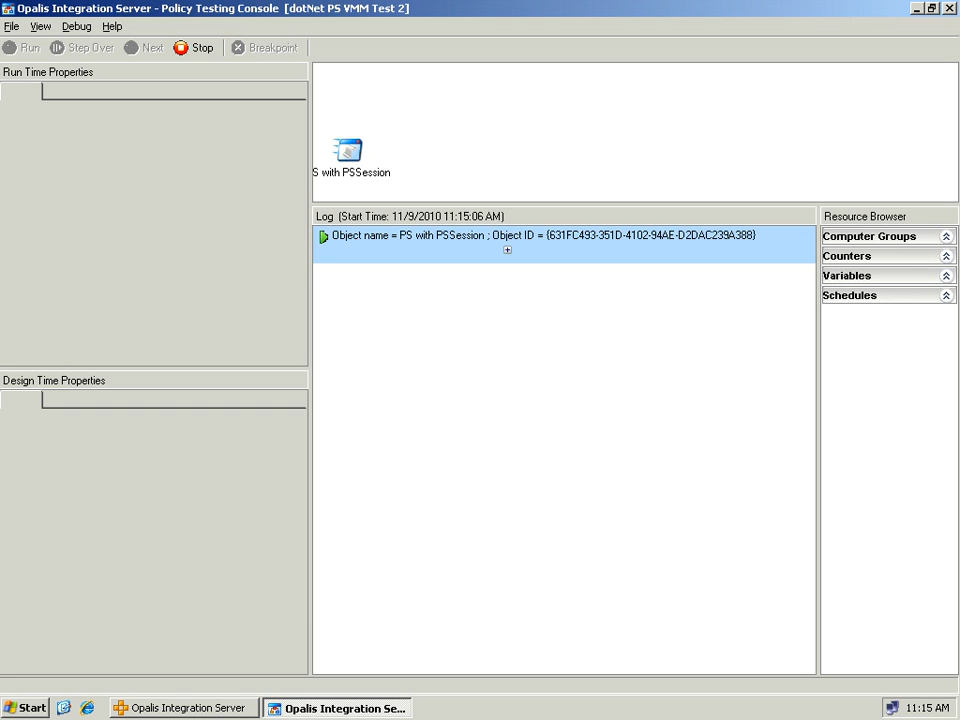 Opalis Integration Server - Policy Testing Console [dotNet PS VMM Test 2]
File View Debug Help
Run Step Over Next Stop Breakpoint
Run Time Properties
S with PSSession
Log (Start Time: 11/9/2010 11:15:06 AM)
Resource Browser
Object name = PS with PSSession ; Object ID = {631FC493-351D-4102-94AE-D2DAC239A388}
Computer Groups
Counters
Variables
Schedules
Design Time Properties
Start Opalis Integration Server Opalis Integration Se... 11:15 AM